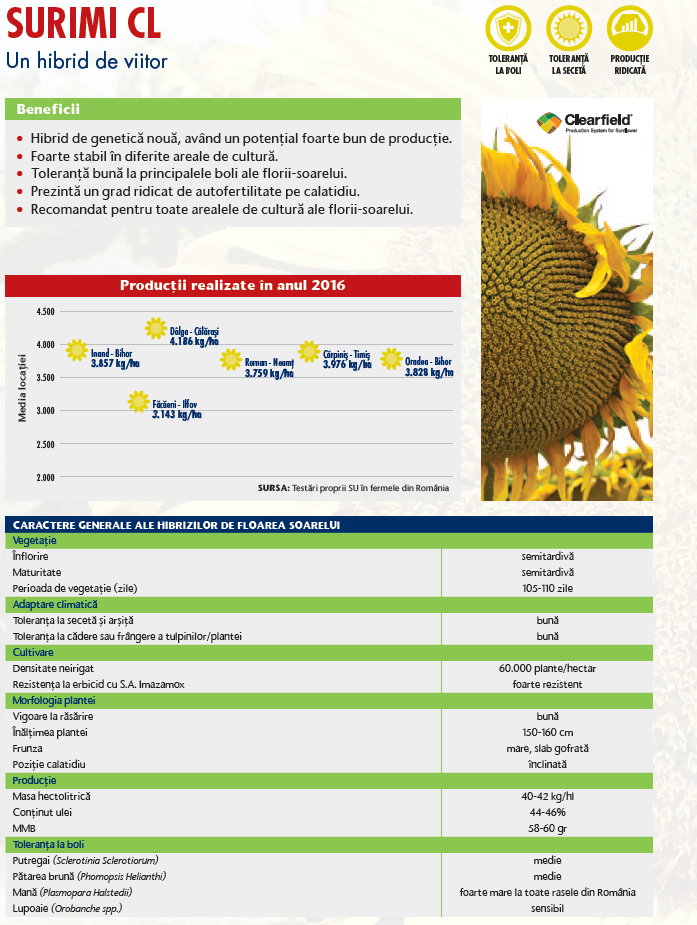 SURIMI CL
Un hibrid de viitor
TOLERANȚĂ
LA BOLI
TOLERANȚĂ
LA SECETĂ
PRODUCȚIE
RIDICATĂ
Beneficii
• Hibrid de genetică nouă, având un potențial foarte bun de producție.
• Foarte stabil în diferite areale de cultură.
• Toleranță bună la principalele boli ale florii-soarelui.
• Prezintă un grad ridicat de autofertilitate pe calatidiu.
• Recomandat pentru toate arealele de cultură ale florii-soarelui.
Clearfield®
Production System for Sunflower
Producții realizate în anul 2016
Media locației
4.500
4.000
3.500
3.000
2.500
2.000
Inand - Bihor
3.857 kg/ha
Dâlga - Călărași
4.186 kg/ha
Făcăeni - Ilfov
3.143 kg/ha
Roman - Neamț
3.759 kg/ha
Cărpiniș - Timiș
3.976 kg/ha
Oradea - Bihor
3.828 kg/ha
SURSA: Testări proprii SU în fermele din România
CARACTERE GENERALE ALE HIBRIZILOR DE FLOAREA SOARELUI
Vegetație
Înflorire semitardivă
Maturitate semitardivă
Perioada de vegetație (zile) 105-110 zile
Adaptare climatică
Toleranța la secetă și arșiță bună
Toleranța la cădere sau frângere a tulpinilor/plantei bună
Cultivare
Densitate neirigat 60.000 plante/hectar
Rezistența la erbicid cu S.A. Imazamox foarte rezistent
Morfologia plantei
Vigoare la răsărire bună
Înălțimea plantei 150-160 cm
Frunza mare, slab gofrată
Poziție calatidiu înclinată
Producție
Masa hectolitrică 40-42 kg/hl
Conținut ulei 44-46%
MMB 58-60 gr
Toleranța la boli
Putregai (Sclerotinia Sclerotiorum) medie
Pătarea brună (Phomopsis Helianthi) medie
Mană (Plasmopara Halstedii) foarte mare la toate rasele din România
Lupoaie (Orobanche spp.) sensibil